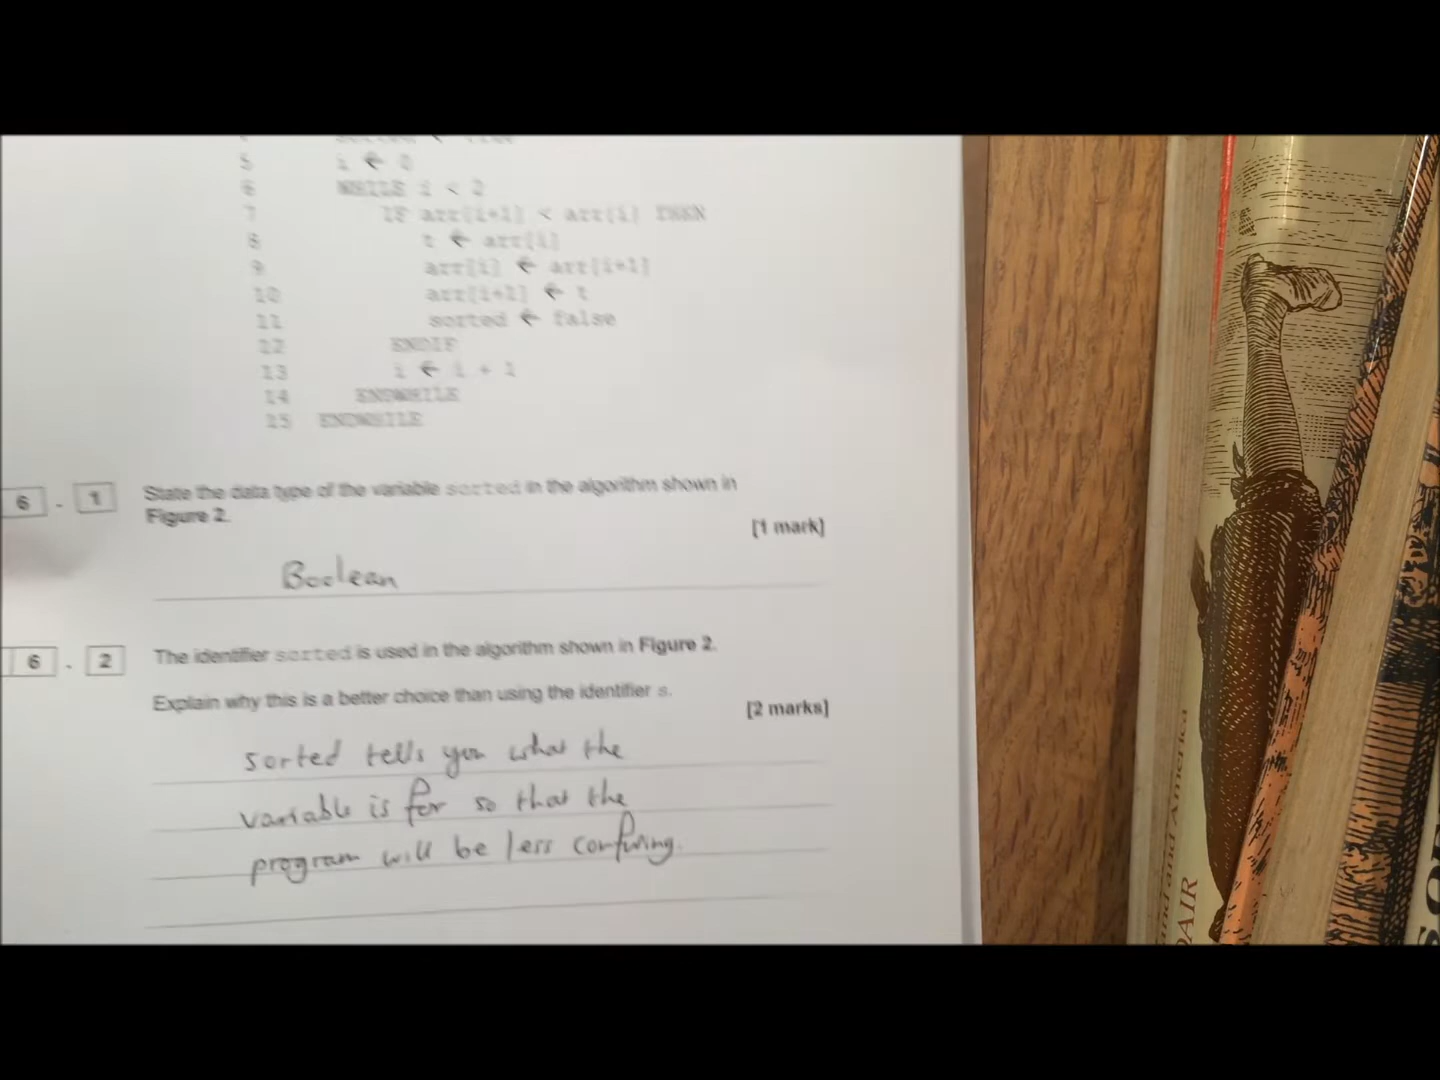 5 i ← 0
6 WHILE i < 2
7 IF arr[i+1] < arr[i] THEN
8 t ← arr[i]
9 arr[i] ← arr[i+1]
10 arr[i+1] ← t
11 sorted ← false
12 ENDIF
13 i ← i + 1
14 ENDWHILE
15 ENDWHILE
6 . 1 State the data type of the variable sorted in the algorithm shown in
Figure 2.
[1 mark]
Boolean
6 . 2 The identifier sorted is used in the algorithm shown in Figure 2.
Explain why this is a better choice than using the identifier s.
[2 marks]
sorted tells you what the
variable is for so that the
program will be less confusing.
and America